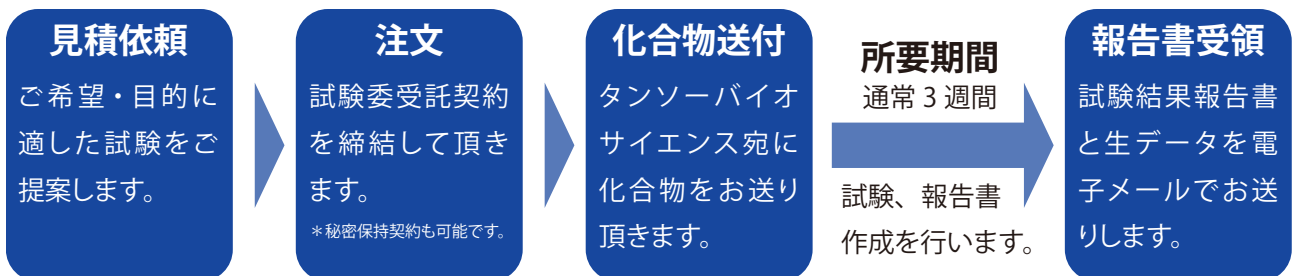 見積依頼
ご希望・目的に
適した試験をご
提案します。
注文
試験委受託契約
を締結して頂き
ます。
＊秘密保持契約も可能です。
化合物送付
タンソーバイオ
サイエンス宛に
化合物をお送り
頂きます。
所要期間
通常 3 週間
試験、報告書
作成を行います。
報告書受領
試験結果報告書
と生データを電
子メールでお送
りします。